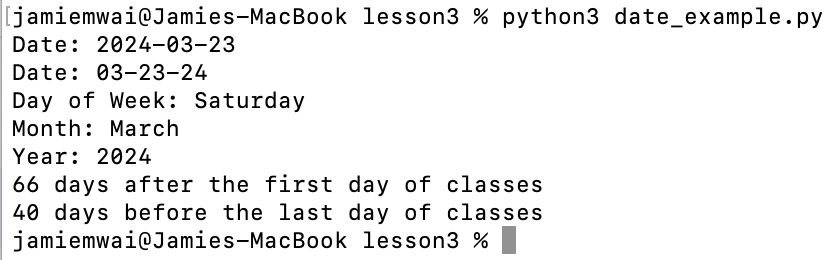 [jamiemwai@Jamies-MacBook lesson3 % python3 date_example.py
Date: 2024-03-23
Date: 03-23-24
Day of Week: Saturday
Month: March
Year: 2024
66 days after the first day of classes
40 days before the last day of classes
jamiemwai@Jamies-MacBook lesson3 %